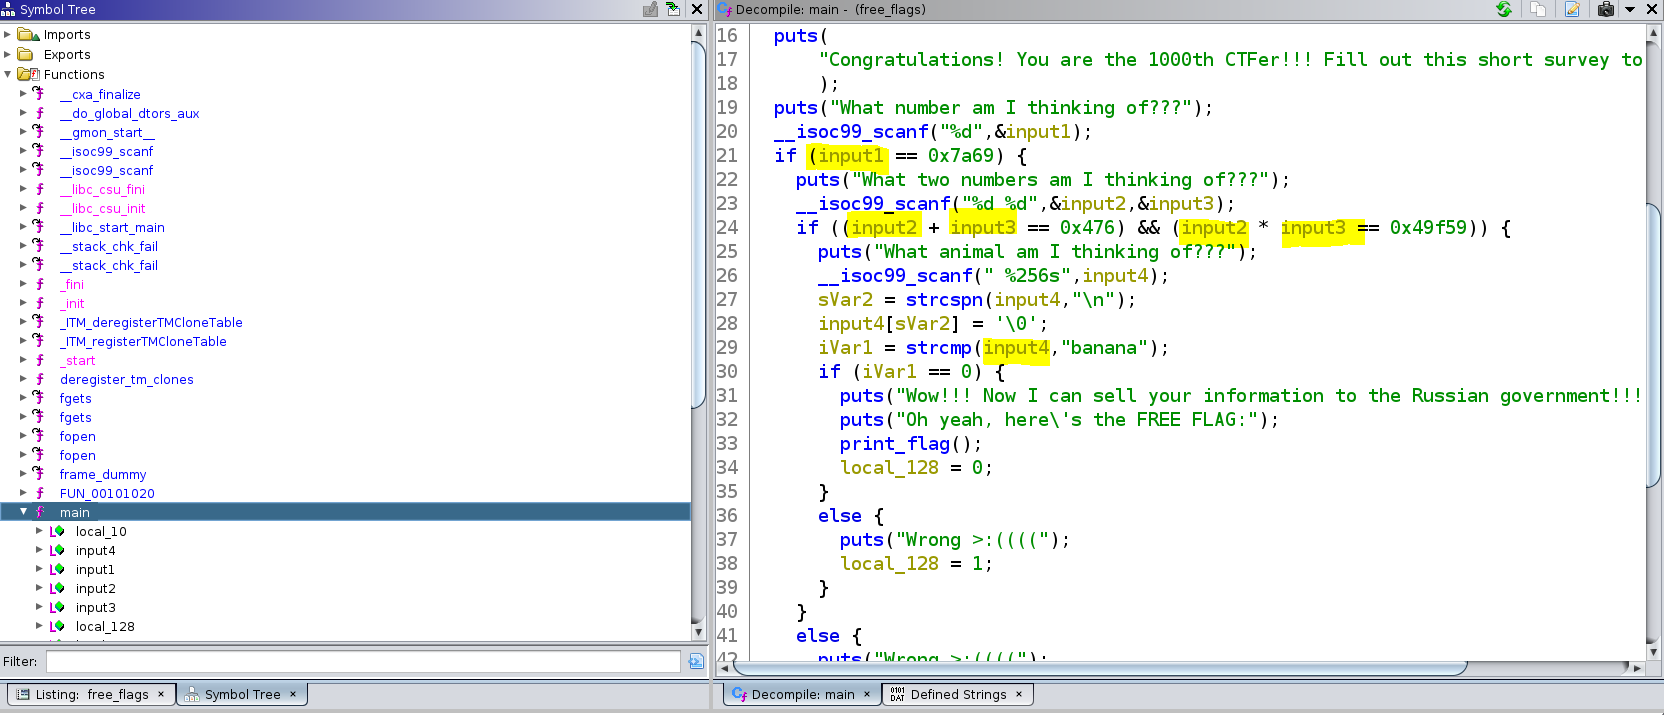 Symbol Tree
Imports
Exports
Functions
__cxa_finalize
__do_global_dtors_aux
__gmon_start__
__isoc99_scanf
__isoc99_scanf
__libc_csu_fini
__libc_csu_init
__libc_start_main
__stack_chk_fail
__stack_chk_fail
_fini
_init
_ITM_deregisterTMCloneTable
_ITM_registerTMCloneTable
_start
deregister_tm_clones
fgets
fgets
fopen
fopen
frame_dummy
FUN_00101020
main
local_10
input4
input1
input2
input3
local_128
Filter:
Listing: free_flags ×
Symbol Tree ×
Decompile: main - (free_flags)
16 puts(
17 "Congratulations! You are the 1000th CTFer!!! Fill out this short survey to
18 );
19 puts("What number am I thinking of???");
20 __isoc99_scanf("%d",&input1);
21 if (input1 == 0x7a69) {
22 puts("What two numbers am I thinking of???");
23 __isoc99_scanf("%d %d",&input2,&input3);
24 if ((input2 + input3 == 0x476) && (input2 * input3 == 0x49f59)) {
25 puts("What animal am I thinking of???");
26 __isoc99_scanf(" %256s",input4);
27 sVar2 = strcspn(input4,"\n");
28 input4[sVar2] = '\0';
29 iVar1 = strcmp(input4,"banana");
30 if (iVar1 == 0) {
31 puts("Wow!!! Now I can sell your information to the Russian government!!!
32 puts("Oh yeah, here\'s the FREE FLAG:");
33 print_flag();
34 local_128 = 0;
35 }
36 else {
37 puts("Wrong >:((((");
38 local_128 = 1;
39 }
40 }
41 else {
42 puts("Wrong >:((((");
Decompile: main ×
Defined Strings ×